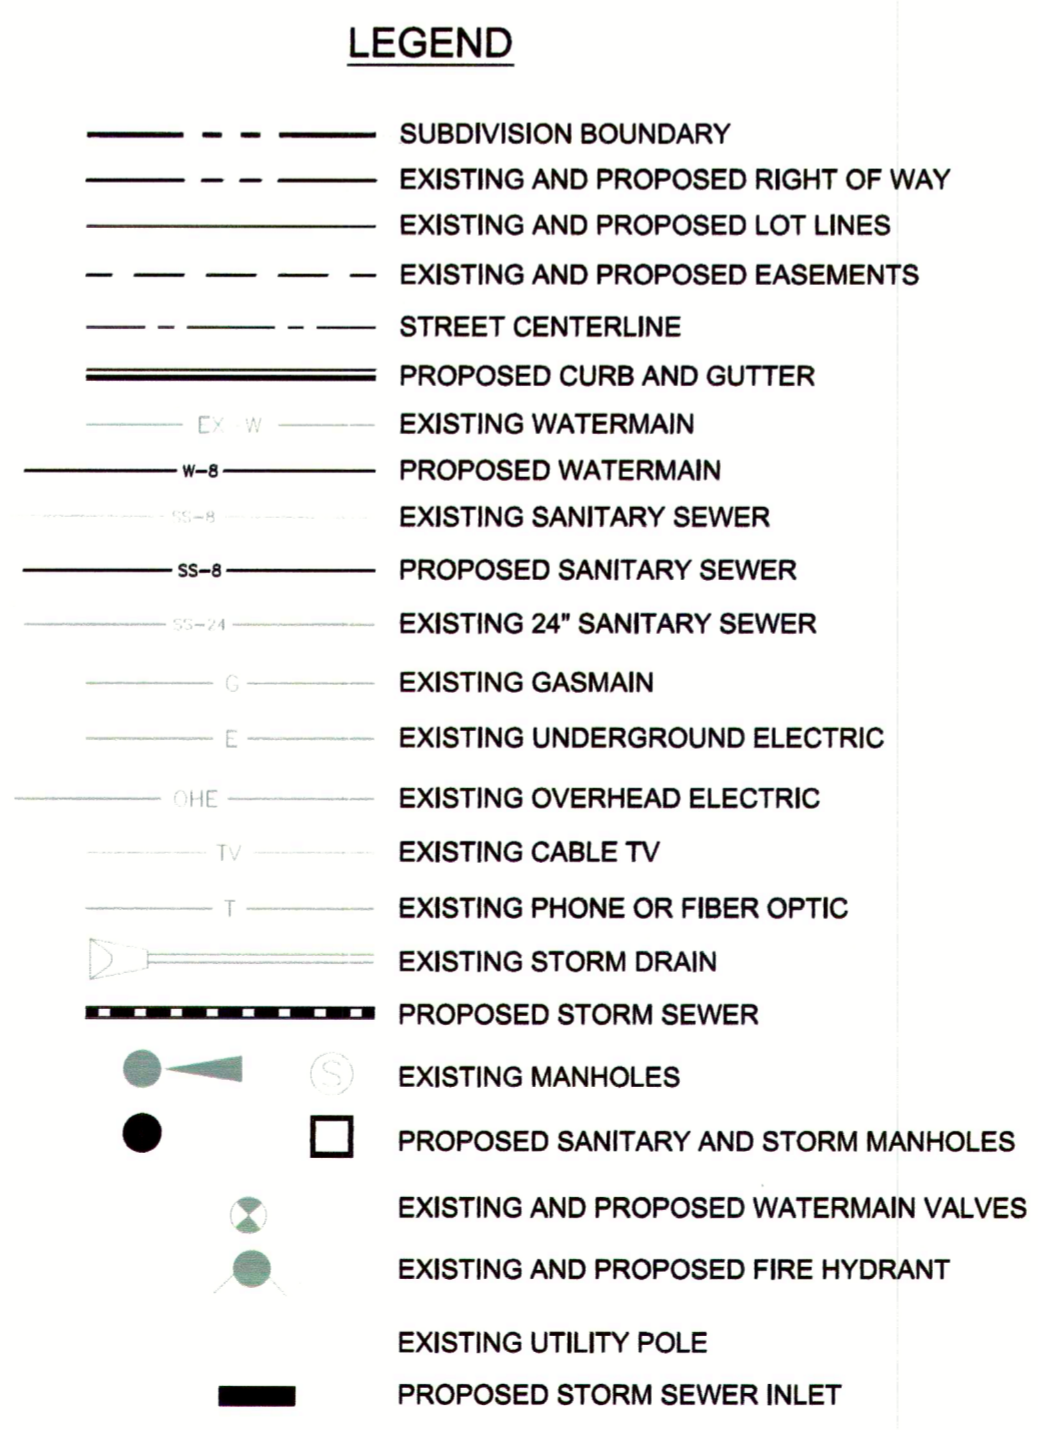 LEGEND
SUBDIVISION BOUNDARY
EXISTING AND PROPOSED RIGHT OF WAY
EXISTING AND PROPOSED LOT LINES
EXISTING AND PROPOSED EASEMENTS
STREET CENTERLINE
PROPOSED CURB AND GUTTER
EX W EXISTING WATERMAIN
W-8 PROPOSED WATERMAIN
SS-8 EXISTING SANITARY SEWER
SS-8 PROPOSED SANITARY SEWER
SS-24 EXISTING 24" SANITARY SEWER
G EXISTING GASMAIN
E EXISTING UNDERGROUND ELECTRIC
OHE EXISTING OVERHEAD ELECTRIC
TV EXISTING CABLE TV
T EXISTING PHONE OR FIBER OPTIC
EXISTING STORM DRAIN
PROPOSED STORM SEWER
S EXISTING MANHOLES
PROPOSED SANITARY AND STORM MANHOLES
EXISTING AND PROPOSED WATERMAIN VALVES
EXISTING AND PROPOSED FIRE HYDRANT
EXISTING UTILITY POLE
PROPOSED STORM SEWER INLET